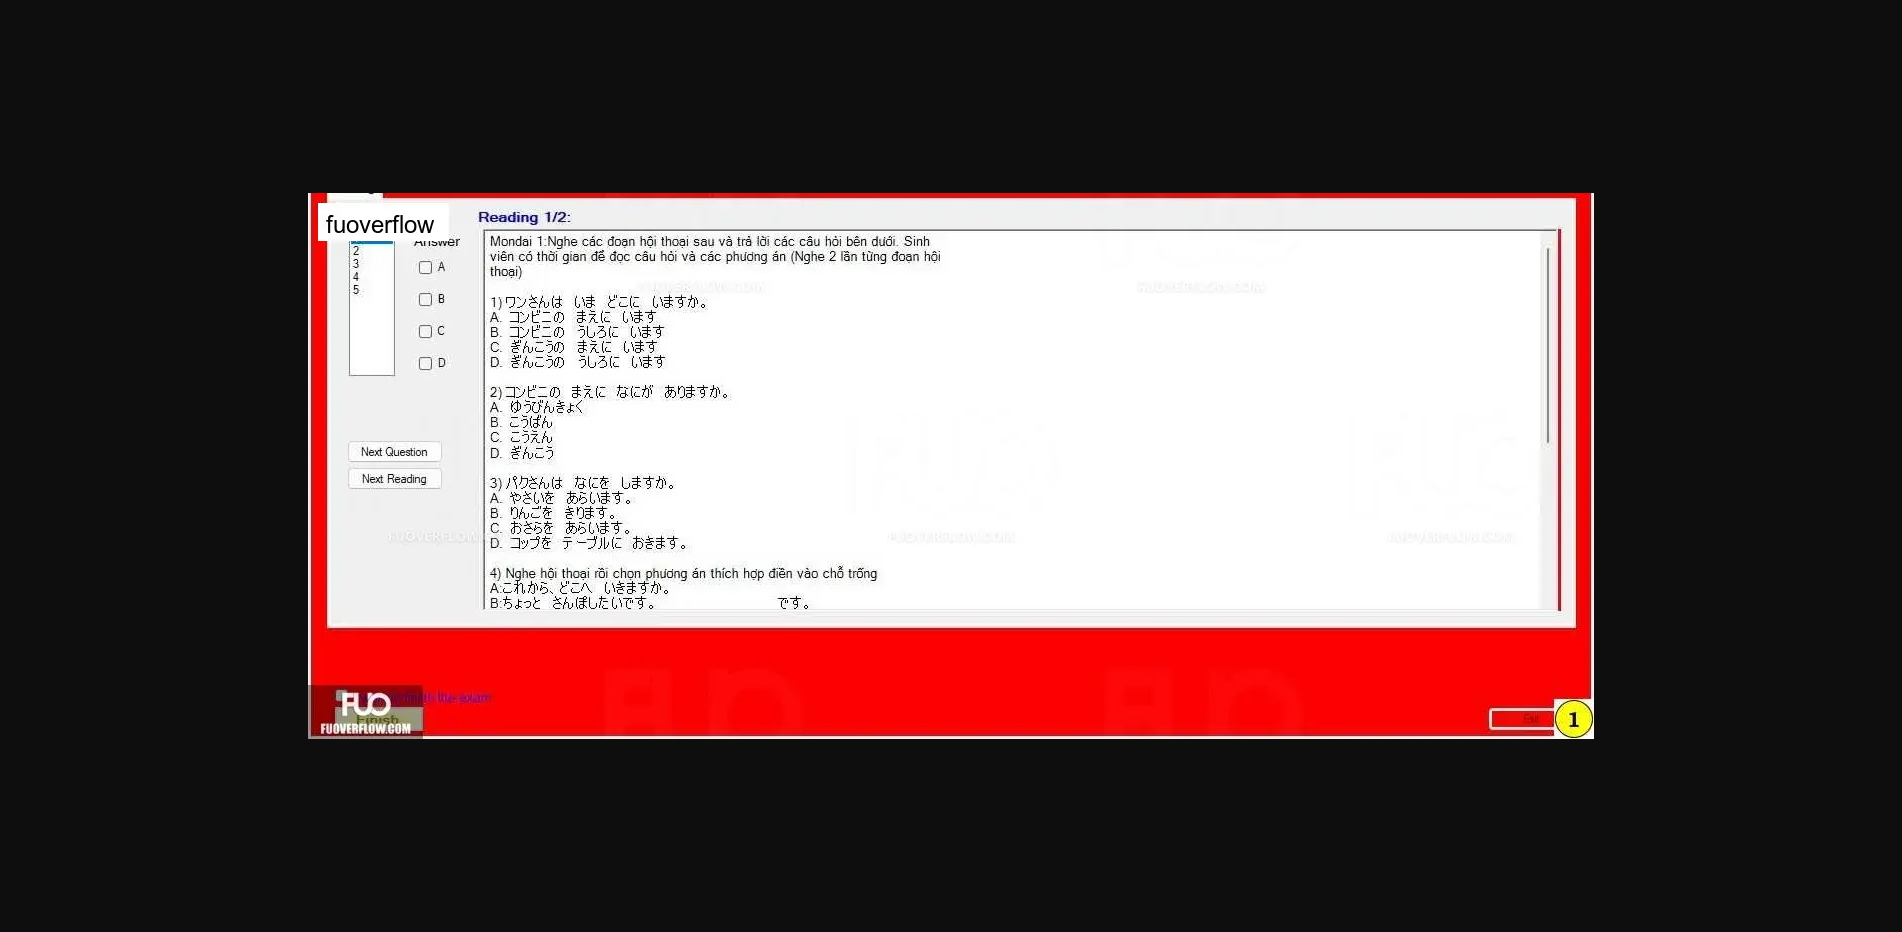 fuoverflow
Reading 1/2:
Answer
2
3
4
5
A
B
C
D
Next Question
Next Reading
Mondai 1:Nghe các đoạn hội thoại sau và trả lời các câu hỏi bên dưới. Sinh
viên có thời gian để đọc câu hỏi và các phương án (Nghe 2 lần từng đoạn hội
thoại)
1) ワンさんは いま どこに いますか。
A. コンビニの まえに います
B. コンビニの うしろに います
C. ぎんこうの まえに います
D. ぎんこうの うしろに います
2) コンビニの まえに なにが ありますか。
A. ゆうびんきょく
B. こうばん
C. こうえん
D. ぎんこう
3) パクさんは なにを しますか。
A. やさいを あらいます。
B. りんごを きります。
C. おさらを あらいます。
D. コップを テーブルに おきます。
4) Nghe hội thoại rồi chọn phương án thích hợp điền vào chỗ trống
A:これから、どこへ いきますか。
B:ちょっと さんぽしたいです。 です。
FUOVERFLOW.COM
FUOVERFLOW.COM
FUOVERFLOW.COM
the exam
Finish
FUO
FUOVERFLOW.COM
Exit
1